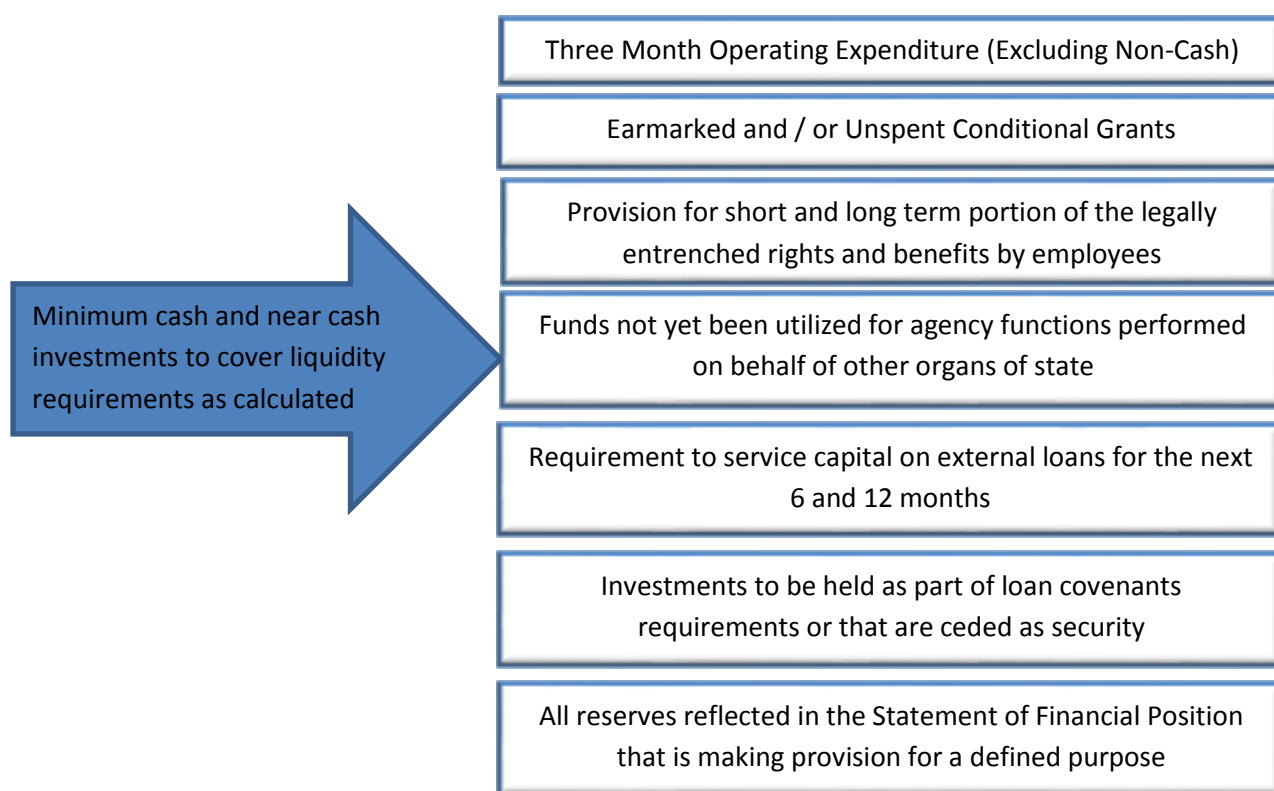 Three Month Operating Expenditure (Excluding Non-Cash)
Earmarked and / or Unspent Conditional Grants
Provision for short and long term portion of the legally
entrenched rights and benefits by employees
Minimum cash and near cash
investments to cover liquidity
requirements as calculated
Funds not yet been utilized for agency functions performed
on behalf of other organs of state
Requirement to service capital on external loans for the next
6 and 12 months
Investments to be held as part of loan covenants
requirements or that are ceded as security
All reserves reflected in the Statement of Financial Position
that is making provision for a defined purpose